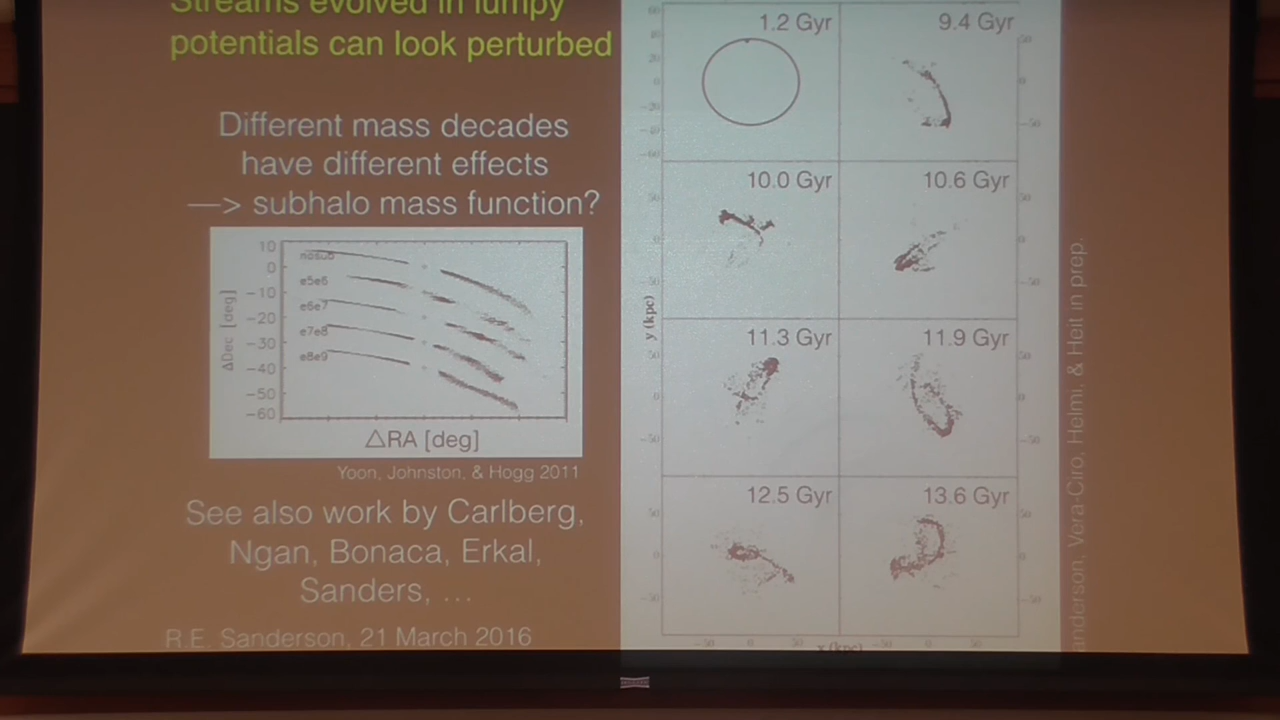 Streams evolved in lumpy
potentials can look perturbed
Different mass decades
have different effects
—> subhalo mass function?
10
0
−10
−20
−30
−40
−50
−60
ΔDec [deg]
nosub
e5e6
e6e7
e7e8
e8e9
△RA [deg]
Yoon, Johnston, & Hogg 2011
See also work by Carlberg,
Ngan, Bonaca, Erkal,
Sanders, …
R.E. Sanderson, 21 March 2016
1.2 Gyr
9.4 Gyr
10.0 Gyr
10.6 Gyr
11.3 Gyr
11.9 Gyr
12.5 Gyr
13.6 Gyr
y (kpc)
x (kpc)
anderson, Vera-Ciro, Helmi, & Heit in prep.